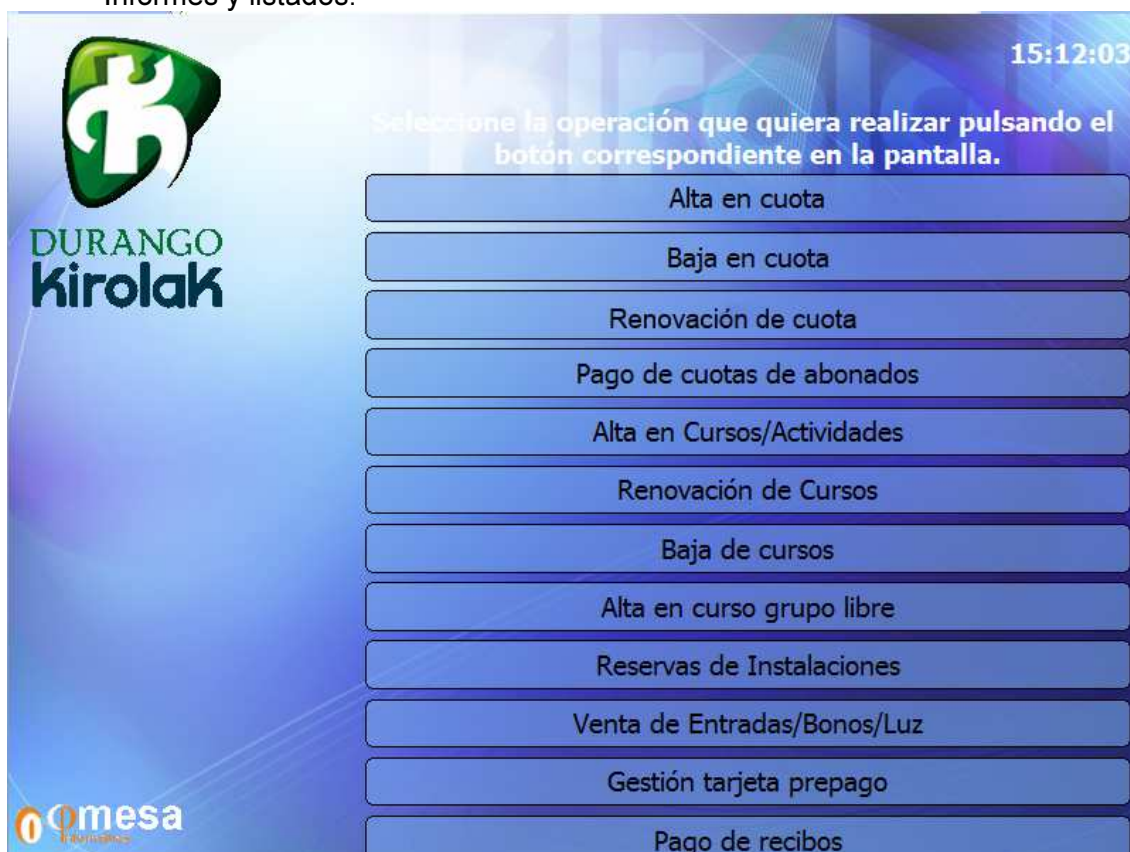 Informes y listados.
15:12:03
Seleccione la operación que quiera realizar pulsando el
botón correspondiente en la pantalla.
DURANGO
Kirolak
Alta en cuota
Baja en cuota
Renovación de cuota
Pago de cuotas de abonados
Alta en Cursos/Actividades
Renovación de Cursos
Baja de cursos
Alta en curso grupo libre
Reservas de Instalaciones
Venta de Entradas/Bonos/Luz
Gestión tarjeta prepago
Pago de recibos